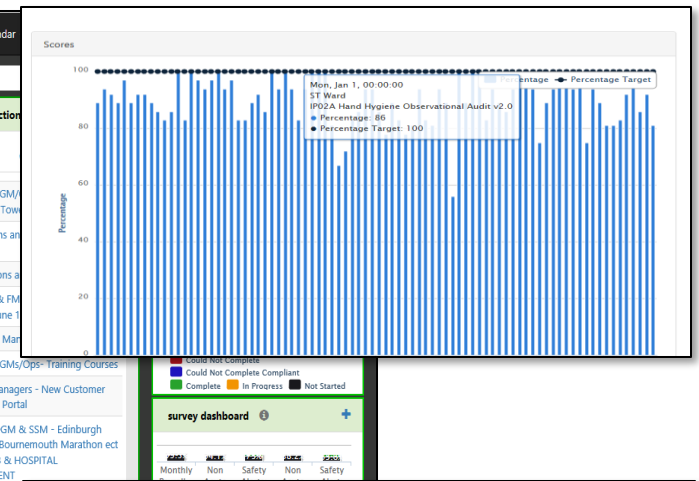 dar
Scores
100
80
60
40
20
0
Percentage
entage Percentage Target
Mon, Jan 1, 00:00:00
ST Ward
IP02A Hand Hygiene Observational Audit v2.0
Percentage: 86
Percentage Target: 100
ction
GM/
Tow
ns an
ons a
& FM
ne 1
Man
GMs/Ops- Training Courses
anagers - New Customer
Portal
GM & SSM - Edinburgh
Bournemouth Marathon ect
& HOSPITAL
ENT
Could Not Complete
Could Not Complete Compliant
Complete In Progress Not Started
survey dashboard
Monthly Non Safety Non Safety